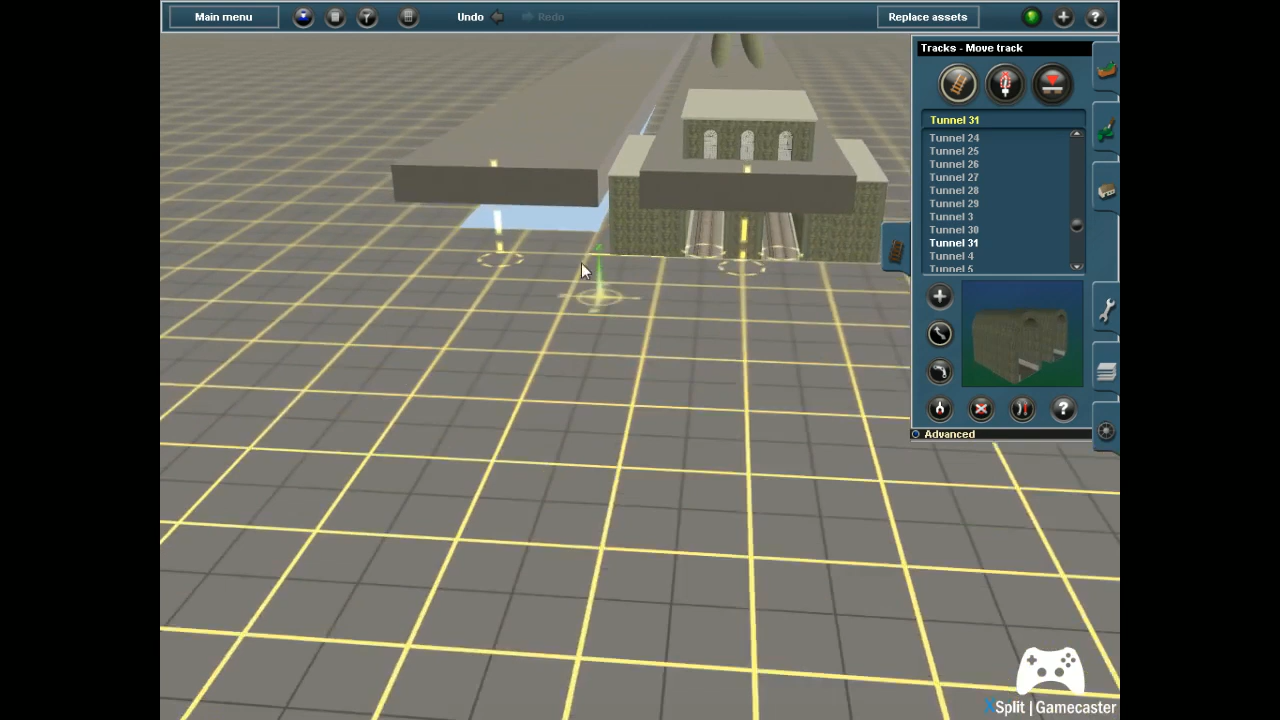 Main menu
Undo
Redo
Replace assets
?
Tracks - Move track
Tunnel 31
Tunnel 24
Tunnel 25
Tunnel 26
Tunnel 27
Tunnel 28
Tunnel 29
Tunnel 3
Tunnel 30
Tunnel 31
Tunnel 4
Tunnel 5
?
Advanced
XSplit | Gamecaster